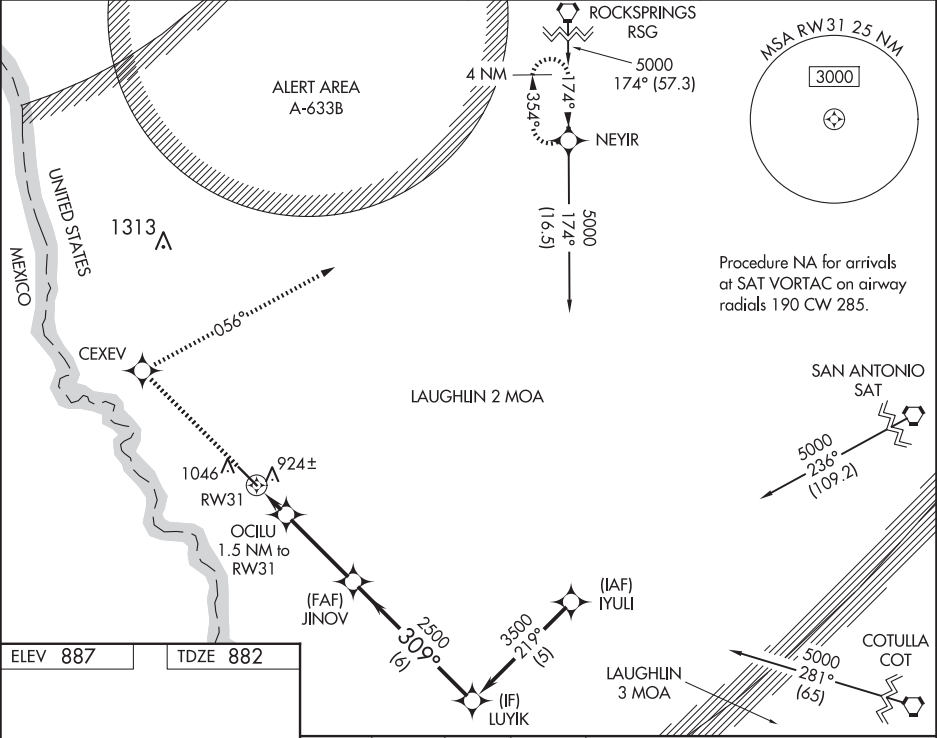 ROCKSPRINGS
RSG
5000
174° (57.3)
4 NM
174°
354°
NEYIR
5000
174°
(16.5)
ALERT AREA
A-633B
MSA RW31 25 NM
3000
UNITED STATES
MEXICO
1313
Procedure NA for arrivals
at SAT VORTAC on airway
radials 190 CW 285.
056°
CEXEV
LAUGHLIN 2 MOA
SAN ANTONIO
SAT
5000
236°
(109.2)
1046
924±
RW31
OCILU
1.5 NM to
RW31
(FAF)
JINOV
2500
309°
(6)
(IAF)
IYULI
3500
219°
(5)
(IF)
LUYIK
LAUGHLIN
3 MOA
5000
281°
(65)
COTULLA
COT
ELEV 887
TDZE 882